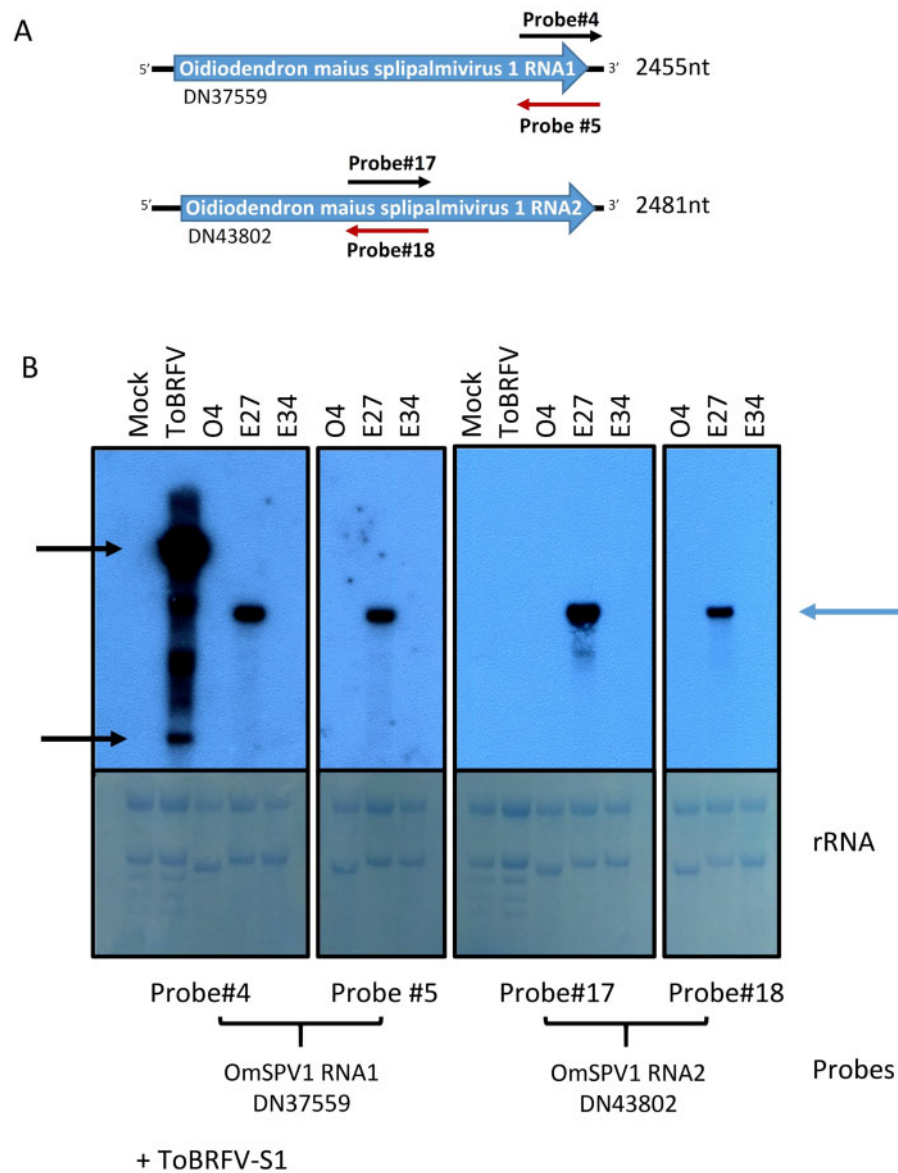 A
Probe#4
5' Oidiodendron maius splipalmivirus 1 RNA1 3' 2455nt
DN37559
Probe #5
Probe#17
5' Oidiodendron maius splipalmivirus 1 RNA2 3' 2481nt
DN43802
Probe#18
B
Mock ToBRFV O4 E27 E34 O4 E27 E34 Mock ToBRFV O4 E27 E34 O4 E27 E34
rRNA
Probe#4 Probe #5 Probe#17 Probe#18
OmSPV1 RNA1 OmSPV1 RNA2 Probes
DN37559 DN43802
+ ToBRFV-S1